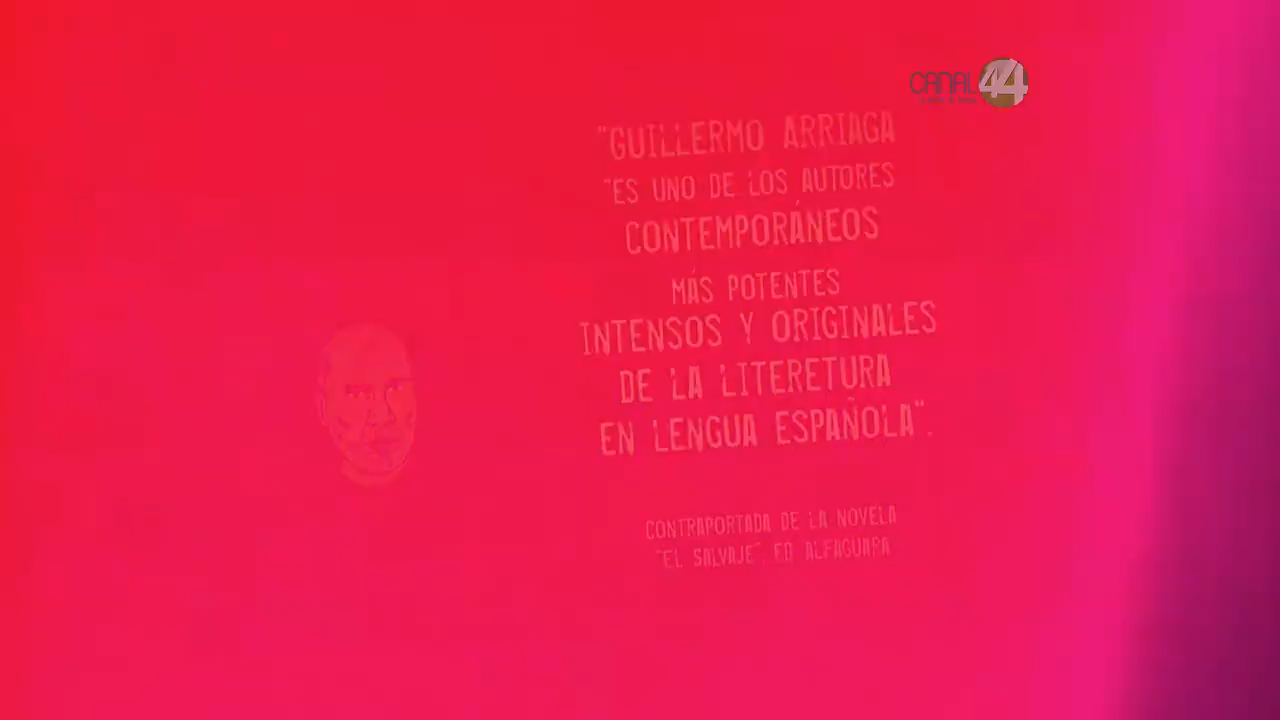 CANAL 44
"GUILLERMO ARRIAGA
"ES UNO DE LOS AUTORES
CONTEMPORÁNEOS
MÁS POTENTES
INTENSOS Y ORIGINALES
DE LA LITERETURA
EN LENGUA ESPAÑOLA".
CONTRAPORTADA DE LA NOVELA
"EL SALVAJE". ED ALFAGUARA